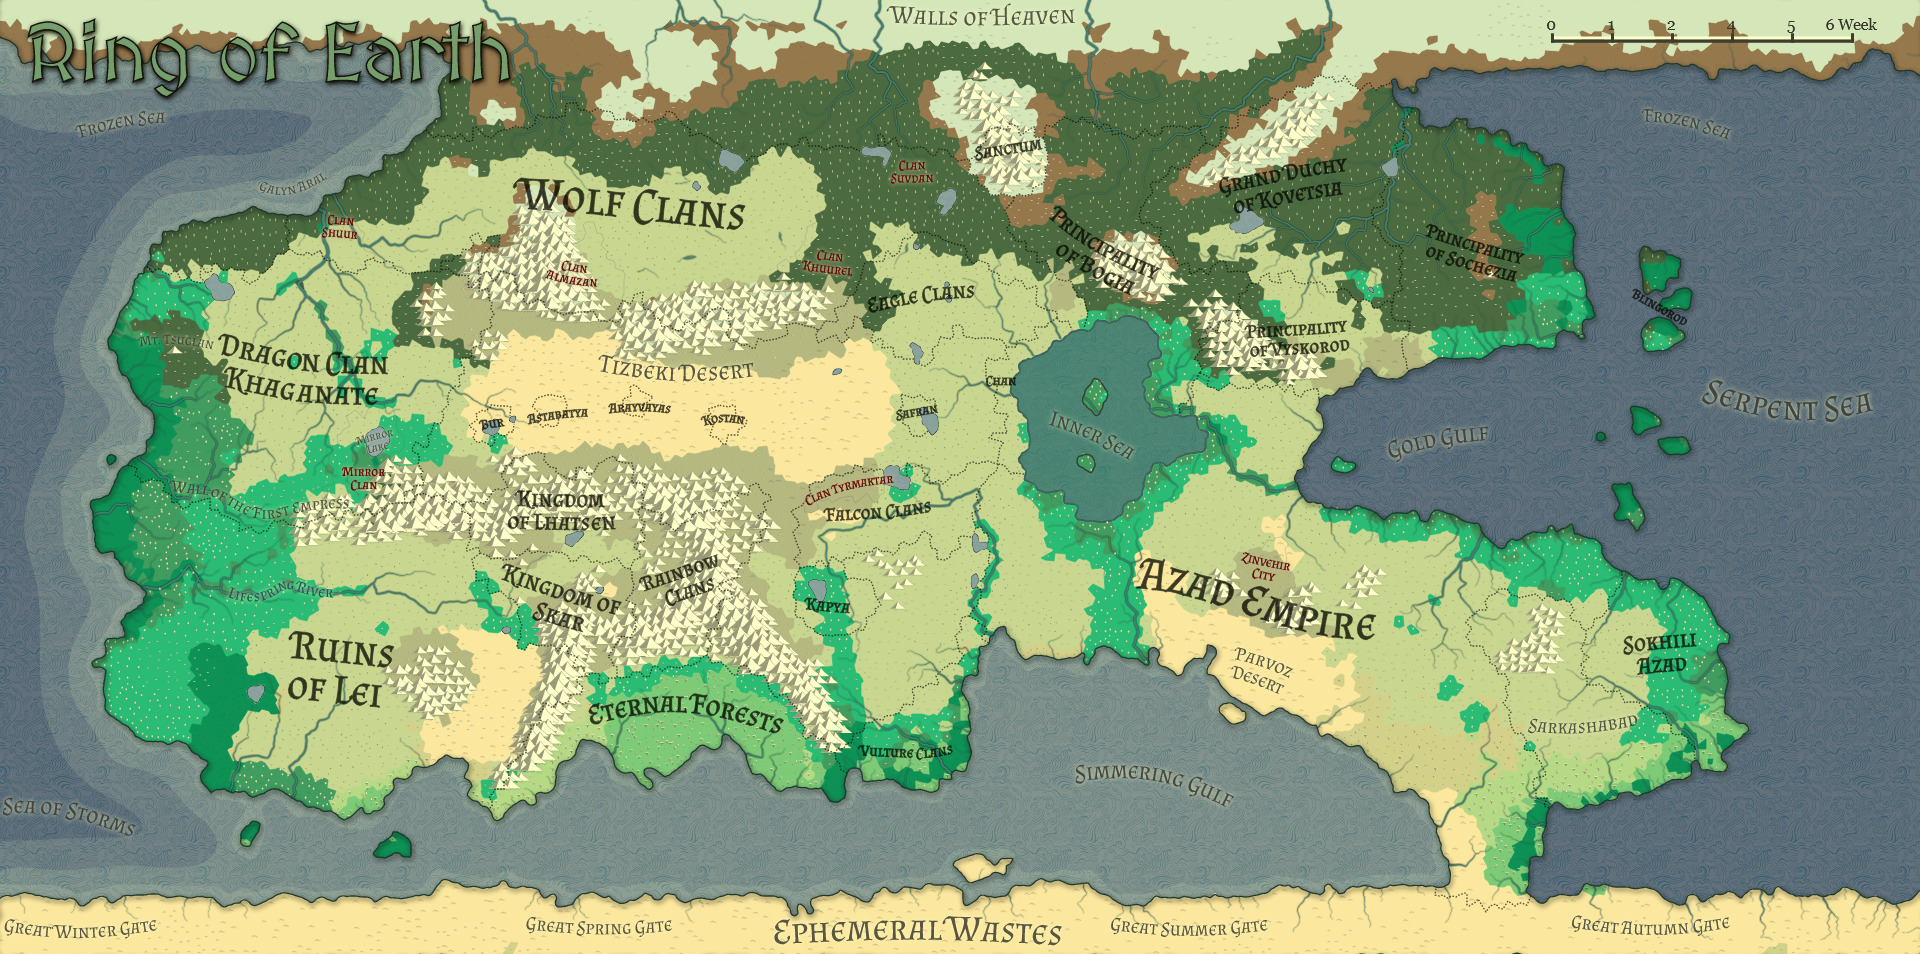 Ring of Earth
Walls of Heaven
0 1 2 4 5 6 Week
Frozen Sea
Frozen Sea
Galyn Aral
Sanctum
Clan
Suvdan
Wolf Clans
Grand Duchy
of Kovetsia
Clan
Shuur
Principality
of Bogia
Principality
of Sochezia
Clan
Almazan
Clan
Khuurel
Eagle Clans
Blingorod
Mt. Tsuglin
Dragon Clan
Khaganate
Principality
of Vyskorod
Tizbeki Desert
Chan
Serpent Sea
Bur
Astabatya
Arayvayas
Kostan
Safran
Inner Sea
Gold Gulf
Mirror
Lake
Mirror
Clan
Wall of the First Empress
Kingdom
of Lhatsen
Clan Tyrmaktar
Falcon Clans
Zinvehir
City
Azad Empire
Lifespring River
Kingdom of
Skar
Rainbow
Clans
Kapya
Ruins
of Lei
Sokhili
Azad
Parvoz
Desert
Eternal Forests
Sarkashabad
Vulture Clans
Simmering Gulf
Sea of Storms
Great Winter Gate
Great Spring Gate
Ephemeral Wastes
Great Summer Gate
Great Autumn Gate